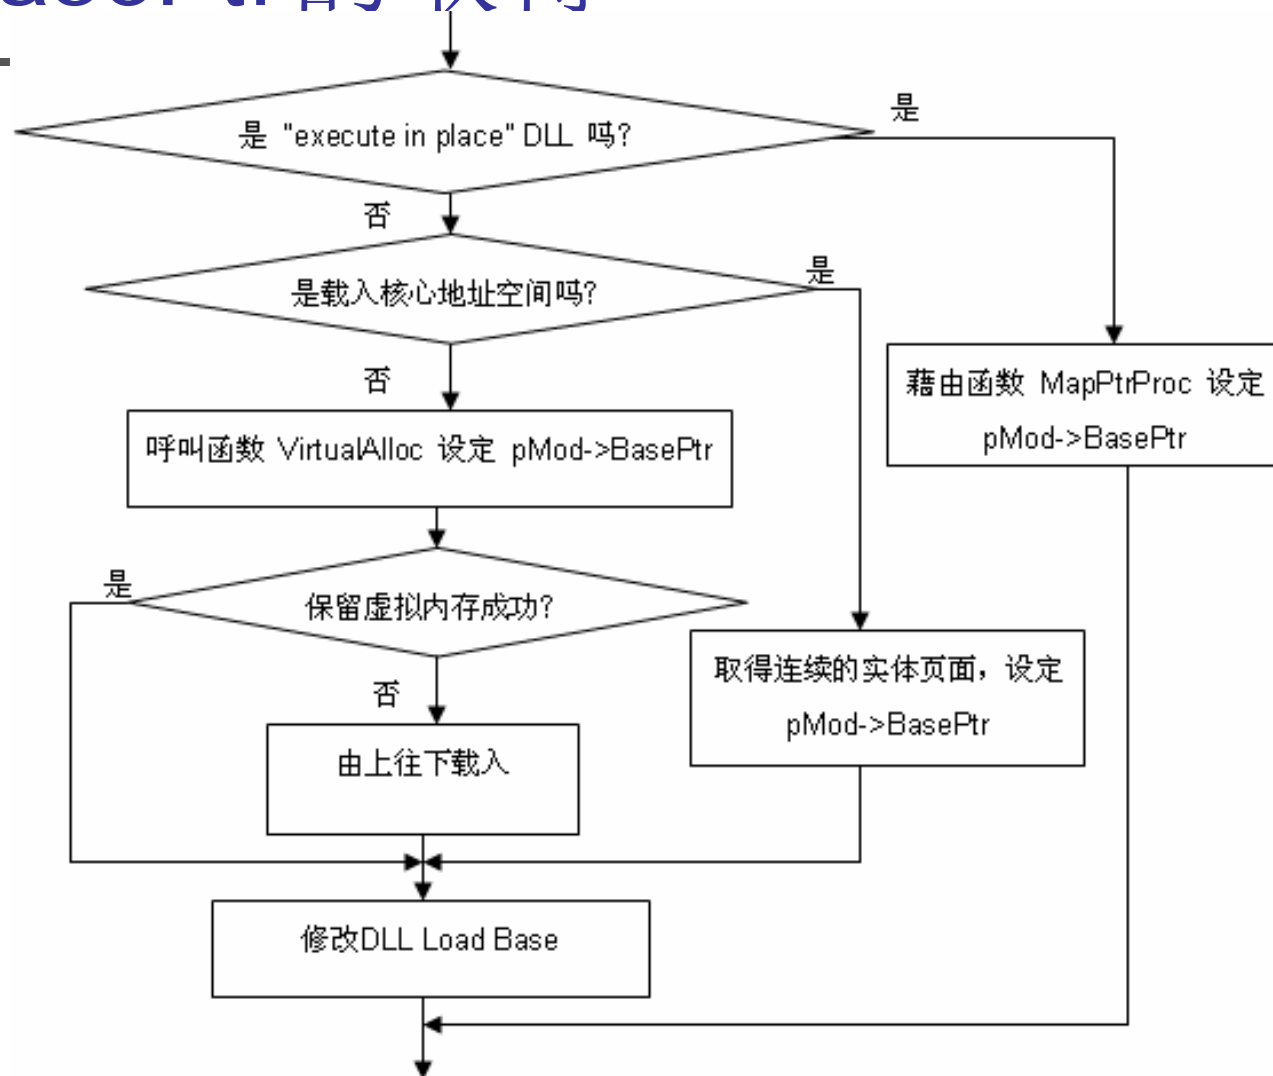 是
是 "execute in place" DLL 吗?
否
是
是载入核心地址空间吗?
否
藉由函数 MapPtrProc 设定
pMod->BasePtr
呼叫函数 VirtualAlloc 设定 pMod->BasePtr
是
保留虚拟内存成功?
否
取得连续的实体页面，设定
pMod->BasePtr
由上往下载入
修改DLL Load Base